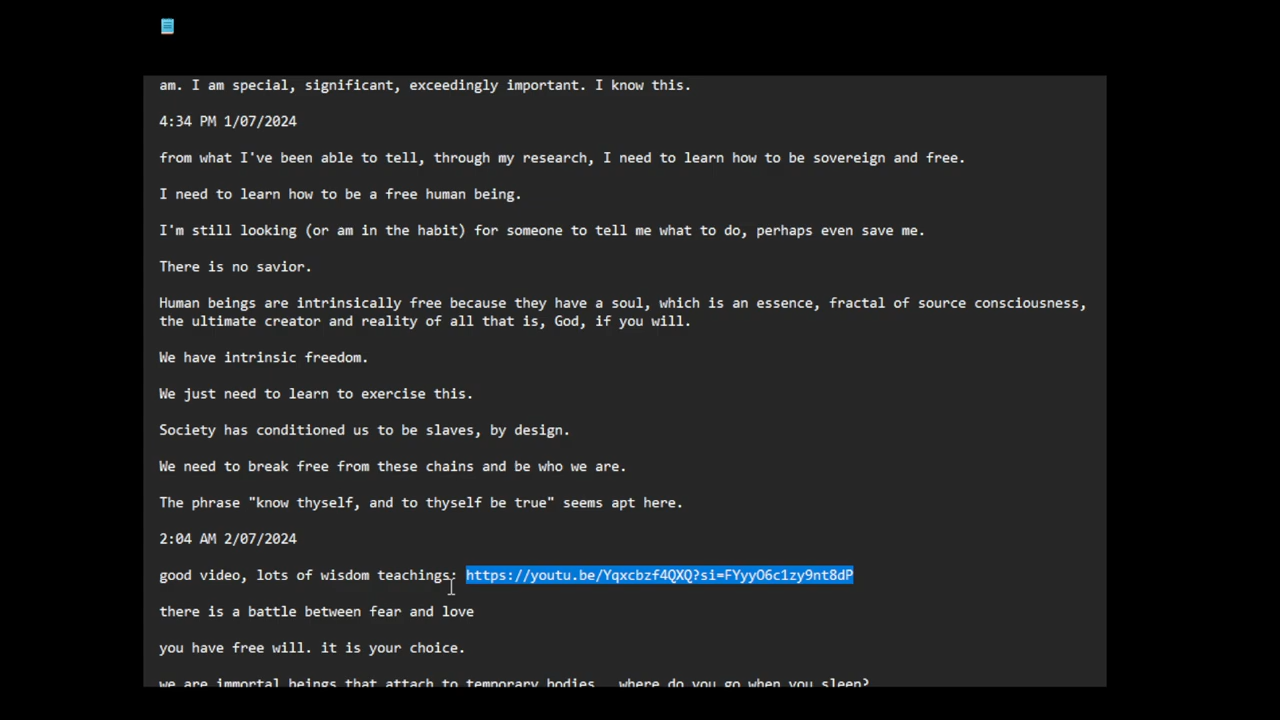 am. I am special, significant, exceedingly important. I know this.
4:34 PM 1/07/2024
from what I've been able to tell, through my research, I need to learn how to be sovereign and free.
I need to learn how to be a free human being.
I'm still looking (or am in the habit) for someone to tell me what to do, perhaps even save me.
There is no savior.
Human beings are intrinsically free because they have a soul, which is an essence, fractal of source consciousness,
the ultimate creator and reality of all that is, God, if you will.
We have intrinsic freedom.
We just need to learn to exercise this.
Society has conditioned us to be slaves, by design.
We need to break free from these chains and be who we are.
The phrase "know thyself, and to thyself be true" seems apt here.
2:04 AM 2/07/2024
good video, lots of wisdom teachings: https://youtu.be/Yqxcbzf4QXQ?si=FYyyO6c1zy9nt8dP
there is a battle between fear and love
you have free will. it is your choice.
we are immortal beings that attach to temporary bodies   where do you go when you sleep?